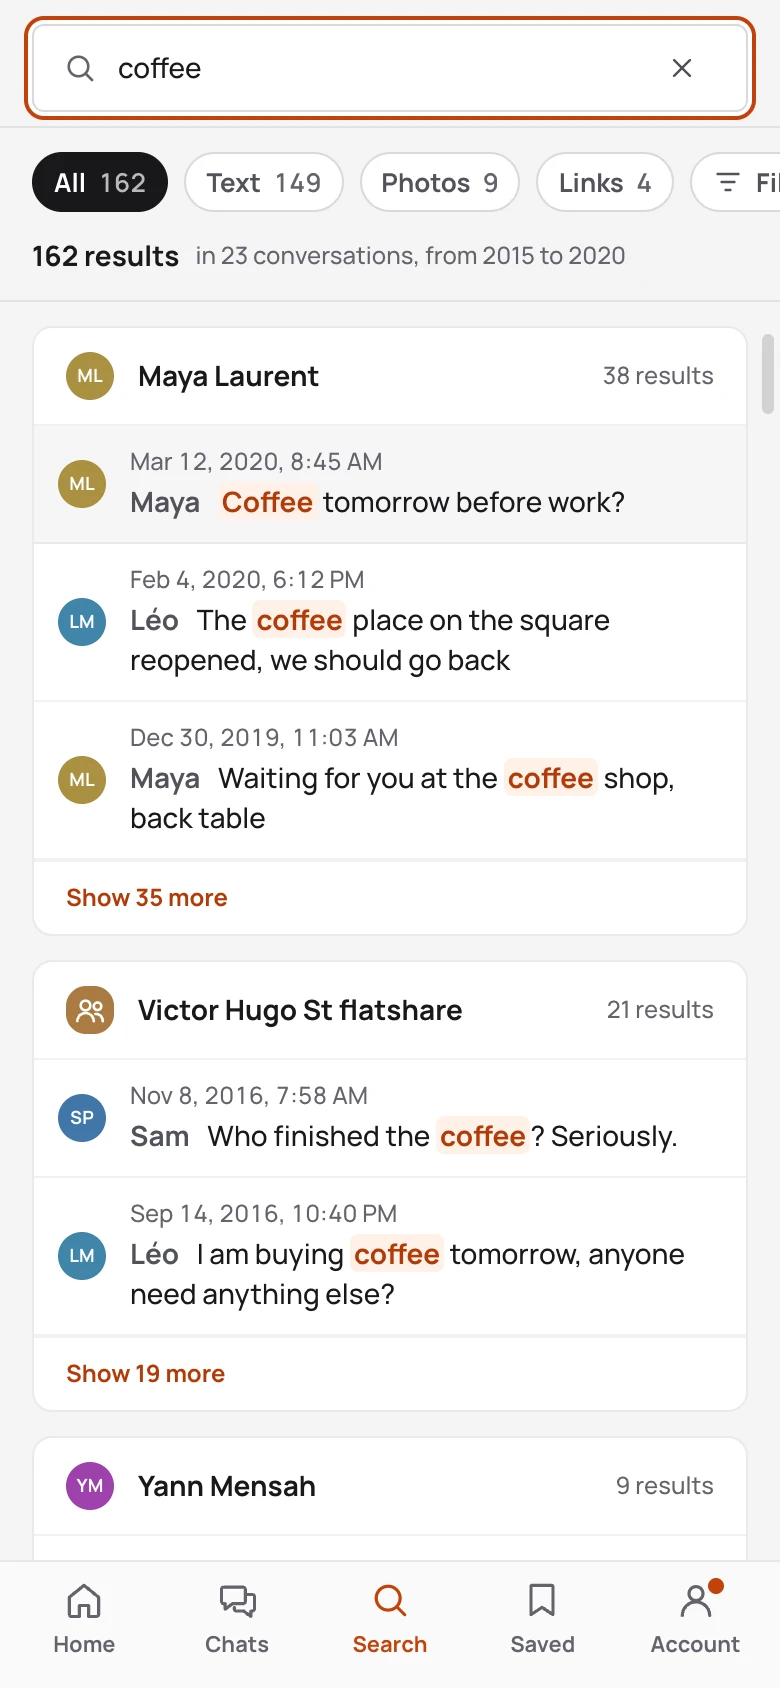 coffee
All 162 Text 149 Photos 9 Links 4
162 results in 23 conversations, from 2015 to 2020
ML Maya Laurent 38 results
Mar 12, 2020, 8:45 AM
ML Maya Coffee tomorrow before work?
Feb 4, 2020, 6:12 PM
LM Léo The coffee place on the square
reopened, we should go back
Dec 30, 2019, 11:03 AM
ML Maya Waiting for you at the coffee shop,
back table
Show 35 more
Victor Hugo St flatshare 21 results
Nov 8, 2016, 7:58 AM
SP Sam Who finished the coffee? Seriously.
Sep 14, 2016, 10:40 PM
LM Léo I am buying coffee tomorrow, anyone
need anything else?
Show 19 more
YM Yann Mensah 9 results
Home Chats Search Saved Account